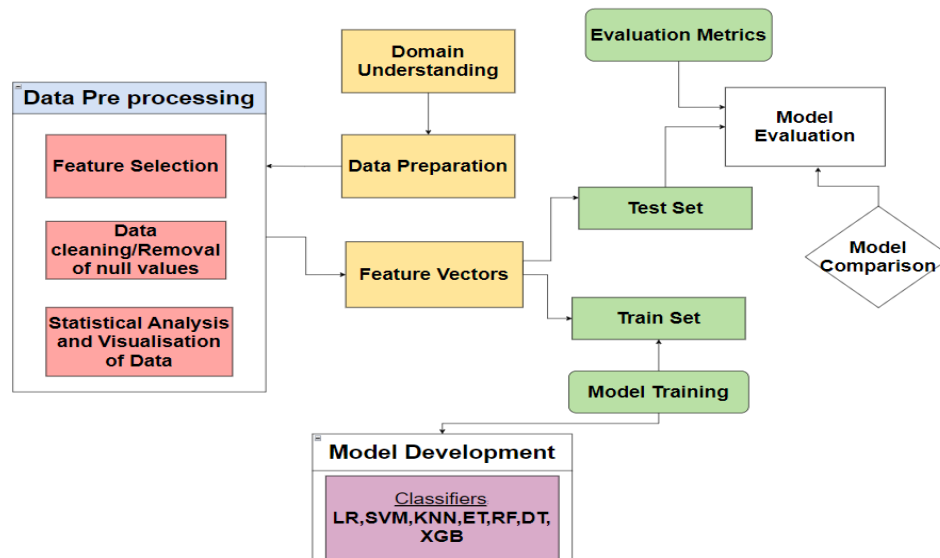 Evaluation Metrics
Domain
Understanding
Data Pre processing
Model
Evaluation
Feature Selection
Data Preparation
Test Set
Data
cleaning/Removal
of null values
Feature Vectors
Model
Comparison
Statistical Analysis
and Visualisation
of Data
Train Set
Model Training
Model Development
Classifiers
LR,SVM,KNN,ET,RF,DT,
XGB